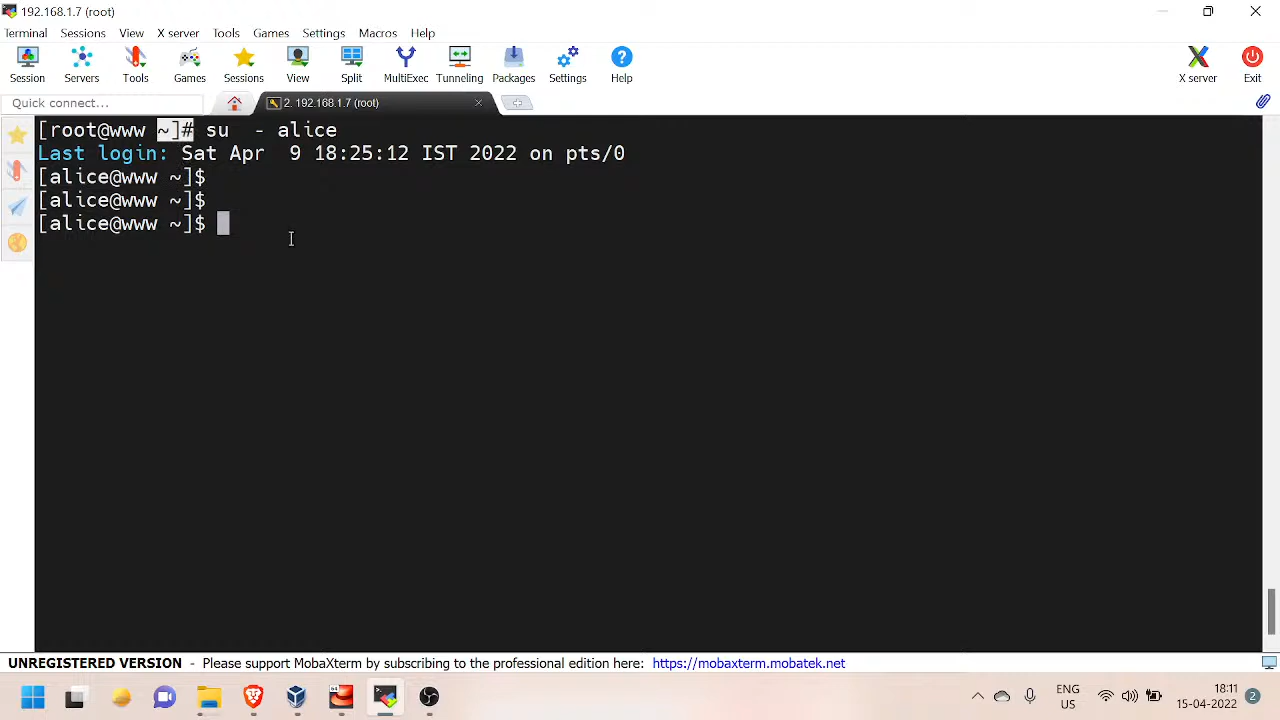 192.168.1.7 (root)
Terminal Sessions View X server Tools Games Settings Macros Help
Session Servers Tools Games Sessions View Split MultiExec Tunneling Packages Settings Help X server Exit
Quick connect... 2. 192.168.1.7 (root)
[root@www ~]# su  - alice
Last login: Sat Apr  9 18:25:12 IST 2022 on pts/0
[alice@www ~]$
[alice@www ~]$
[alice@www ~]$
UNREGISTERED VERSION - Please support MobaXterm by subscribing to the professional edition here: https://mobaxterm.mobatek.net
ENG 18:11
US 15-04-2022 2